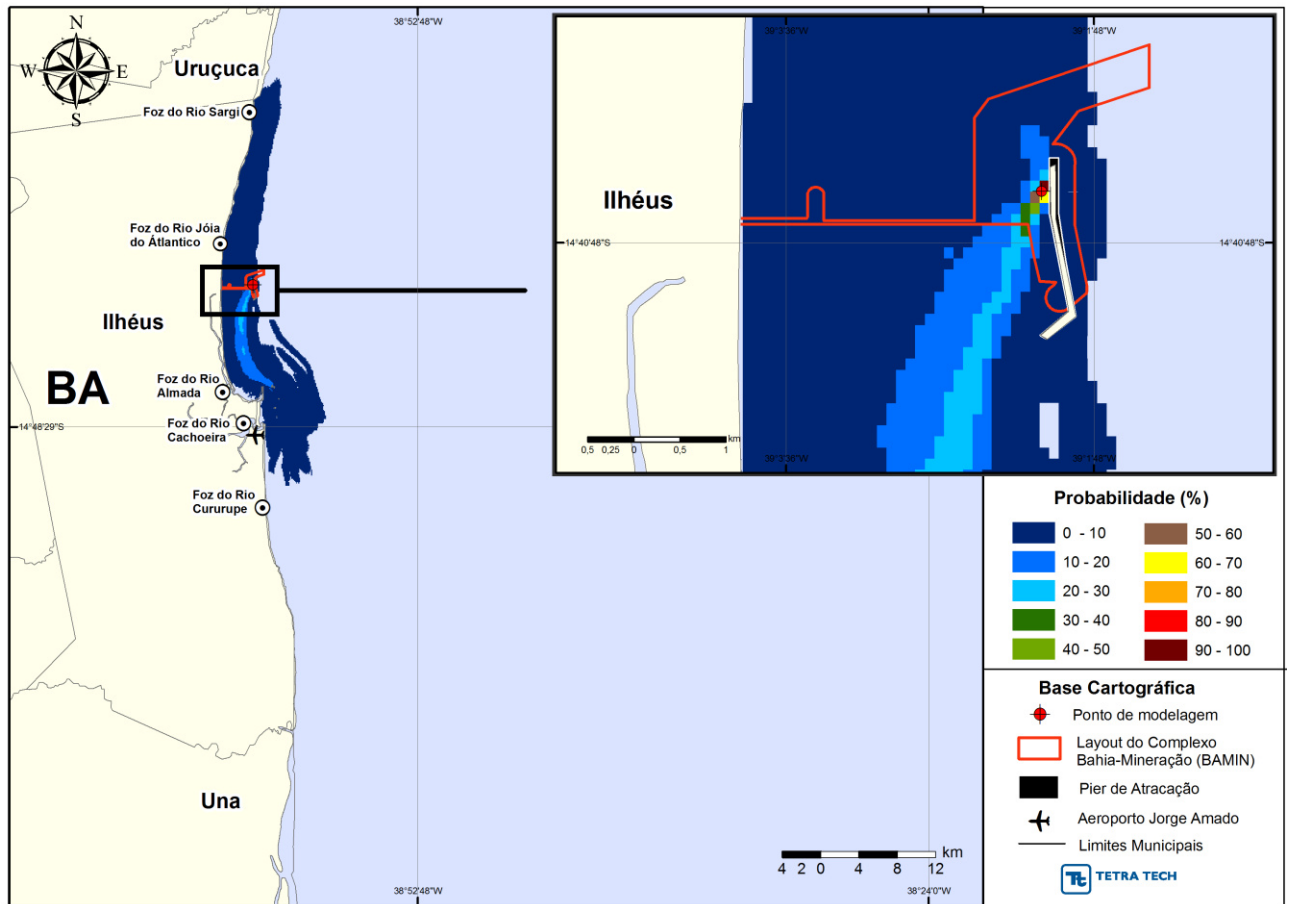 N
W
E
S
38°52'48"W
Uruçuca
Foz do Rio Sargi
Foz do Rio Jóia
do Átlantico
Ilhéus
BA
Foz do Rio
Almada
Foz do Rio
Cachoeira
14°48'29"S
Foz do Rio
Cururupe
Una
km
4 2 0 4 8 12
38°52'48"W
38°24'0"W
39°3'36"W
39°1'48"W
Ilhéus
14°40'48"S
14°40'48"S
km
0,5 0,25 0 0,5 1
39°3'36"W
39°1'48"W
Probabilidade (%)
0 - 10
10 - 20
20 - 30
30 - 40
40 - 50
50 - 60
60 - 70
70 - 80
80 - 90
90 - 100
Base Cartográfica
Ponto de modelagem
Layout do Complexo
Bahia-Mineração (BAMIN)
Pier de Atracação
Aeroporto Jorge Amado
Limites Municipais
Tt TETRA TECH